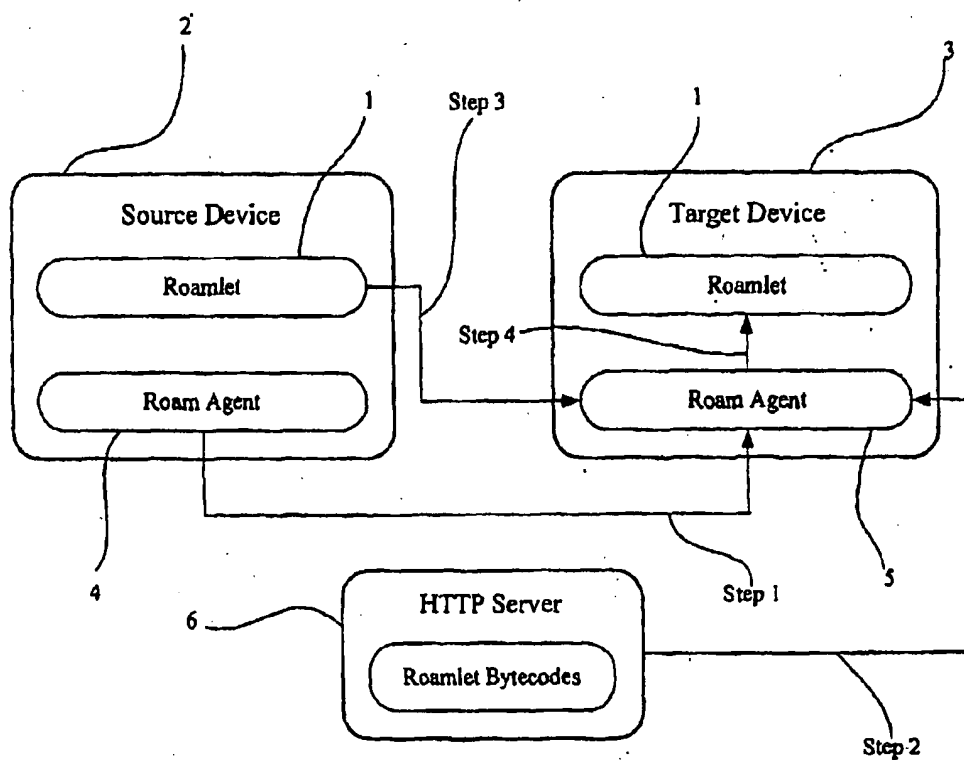 2
3
1
Step 3
1
Source Device
Target Device
Roamlet
Roamlet
Step 4
Roam Agent
Roam Agent
4
Step 1
5
HTTP Server
6
Roamlet Bytecodes
Step 2